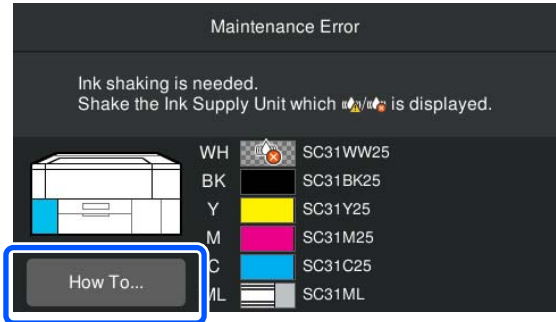 Maintenance Error
Ink shaking is needed.
Shake the Ink Supply Unit which / is displayed.
WH SC31WW25
BK SC31BK25
Y SC31Y25
M SC31M25
C SC31C25
ML SC31ML
How To...